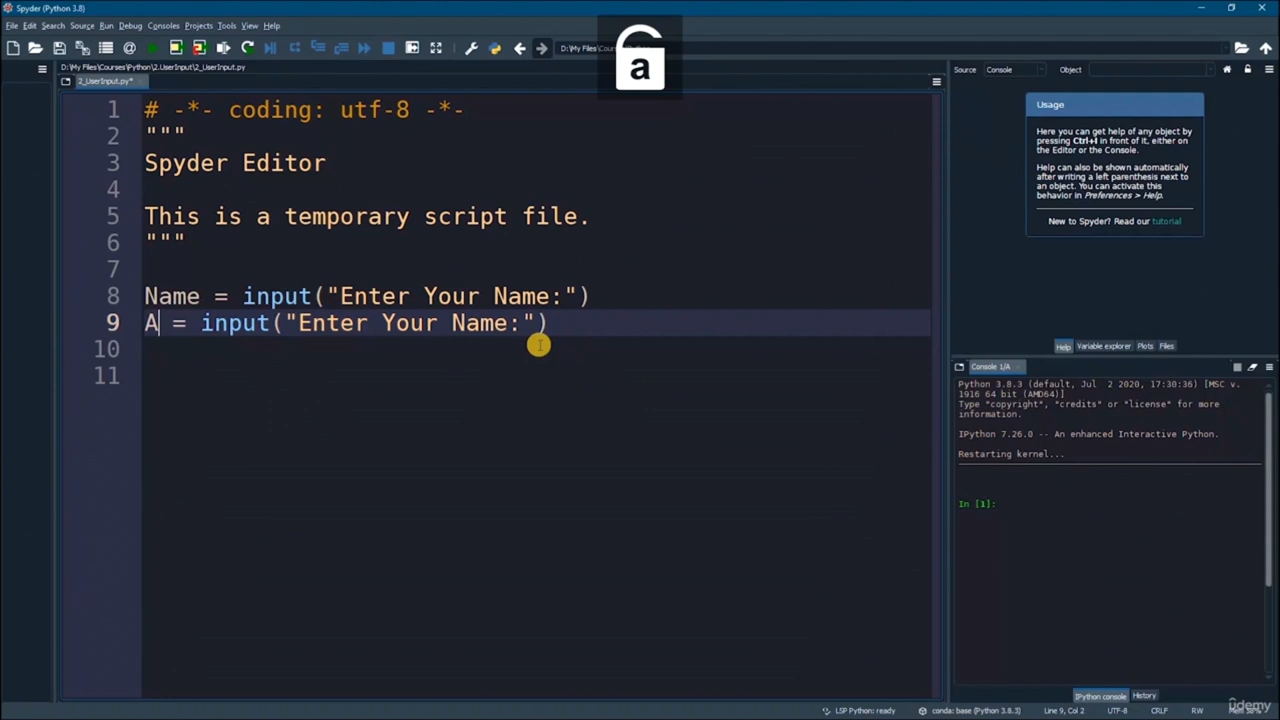 Spyder (Python 3.8)
File Edit Search Source Run Debug Consoles Projects Tools View Help
a
D:\My Files\Cours
D:\My Files\Courses\Python\2.UserInput\2_UserInput.py
2_UserInput.py*
Source Console Object
1 # -*- coding: utf-8 -*-
2 """
3 Spyder Editor
4
5 This is a temporary script file.
6 """
7
8 Name = input("Enter Your Name:")
9 A = input("Enter Your Name:")
10
11
Usage
Here you can get help of any object by
pressing Ctrl+I in front of it, either on
the Editor or the Console.
Help can also be shown automatically
after writing a left parenthesis next to
an object. You can activate this
behavior in Preferences > Help.
New to Spyder? Read our tutorial
Help Variable explorer Plots Files
Console 1/A
Python 3.8.3 (default, Jul 2 2020, 17:30:36) [MSC v.
1916 64 bit (AMD64)]
Type "copyright", "credits" or "license" for more
information.
IPython 7.26.0 -- An enhanced Interactive Python.
Restarting kernel...
In [1]:
IPython console History
LSP Python: ready conda: base (Python 3.8.3) Line 9, Col 2 UTF-8 CRLF RW
ûdemy